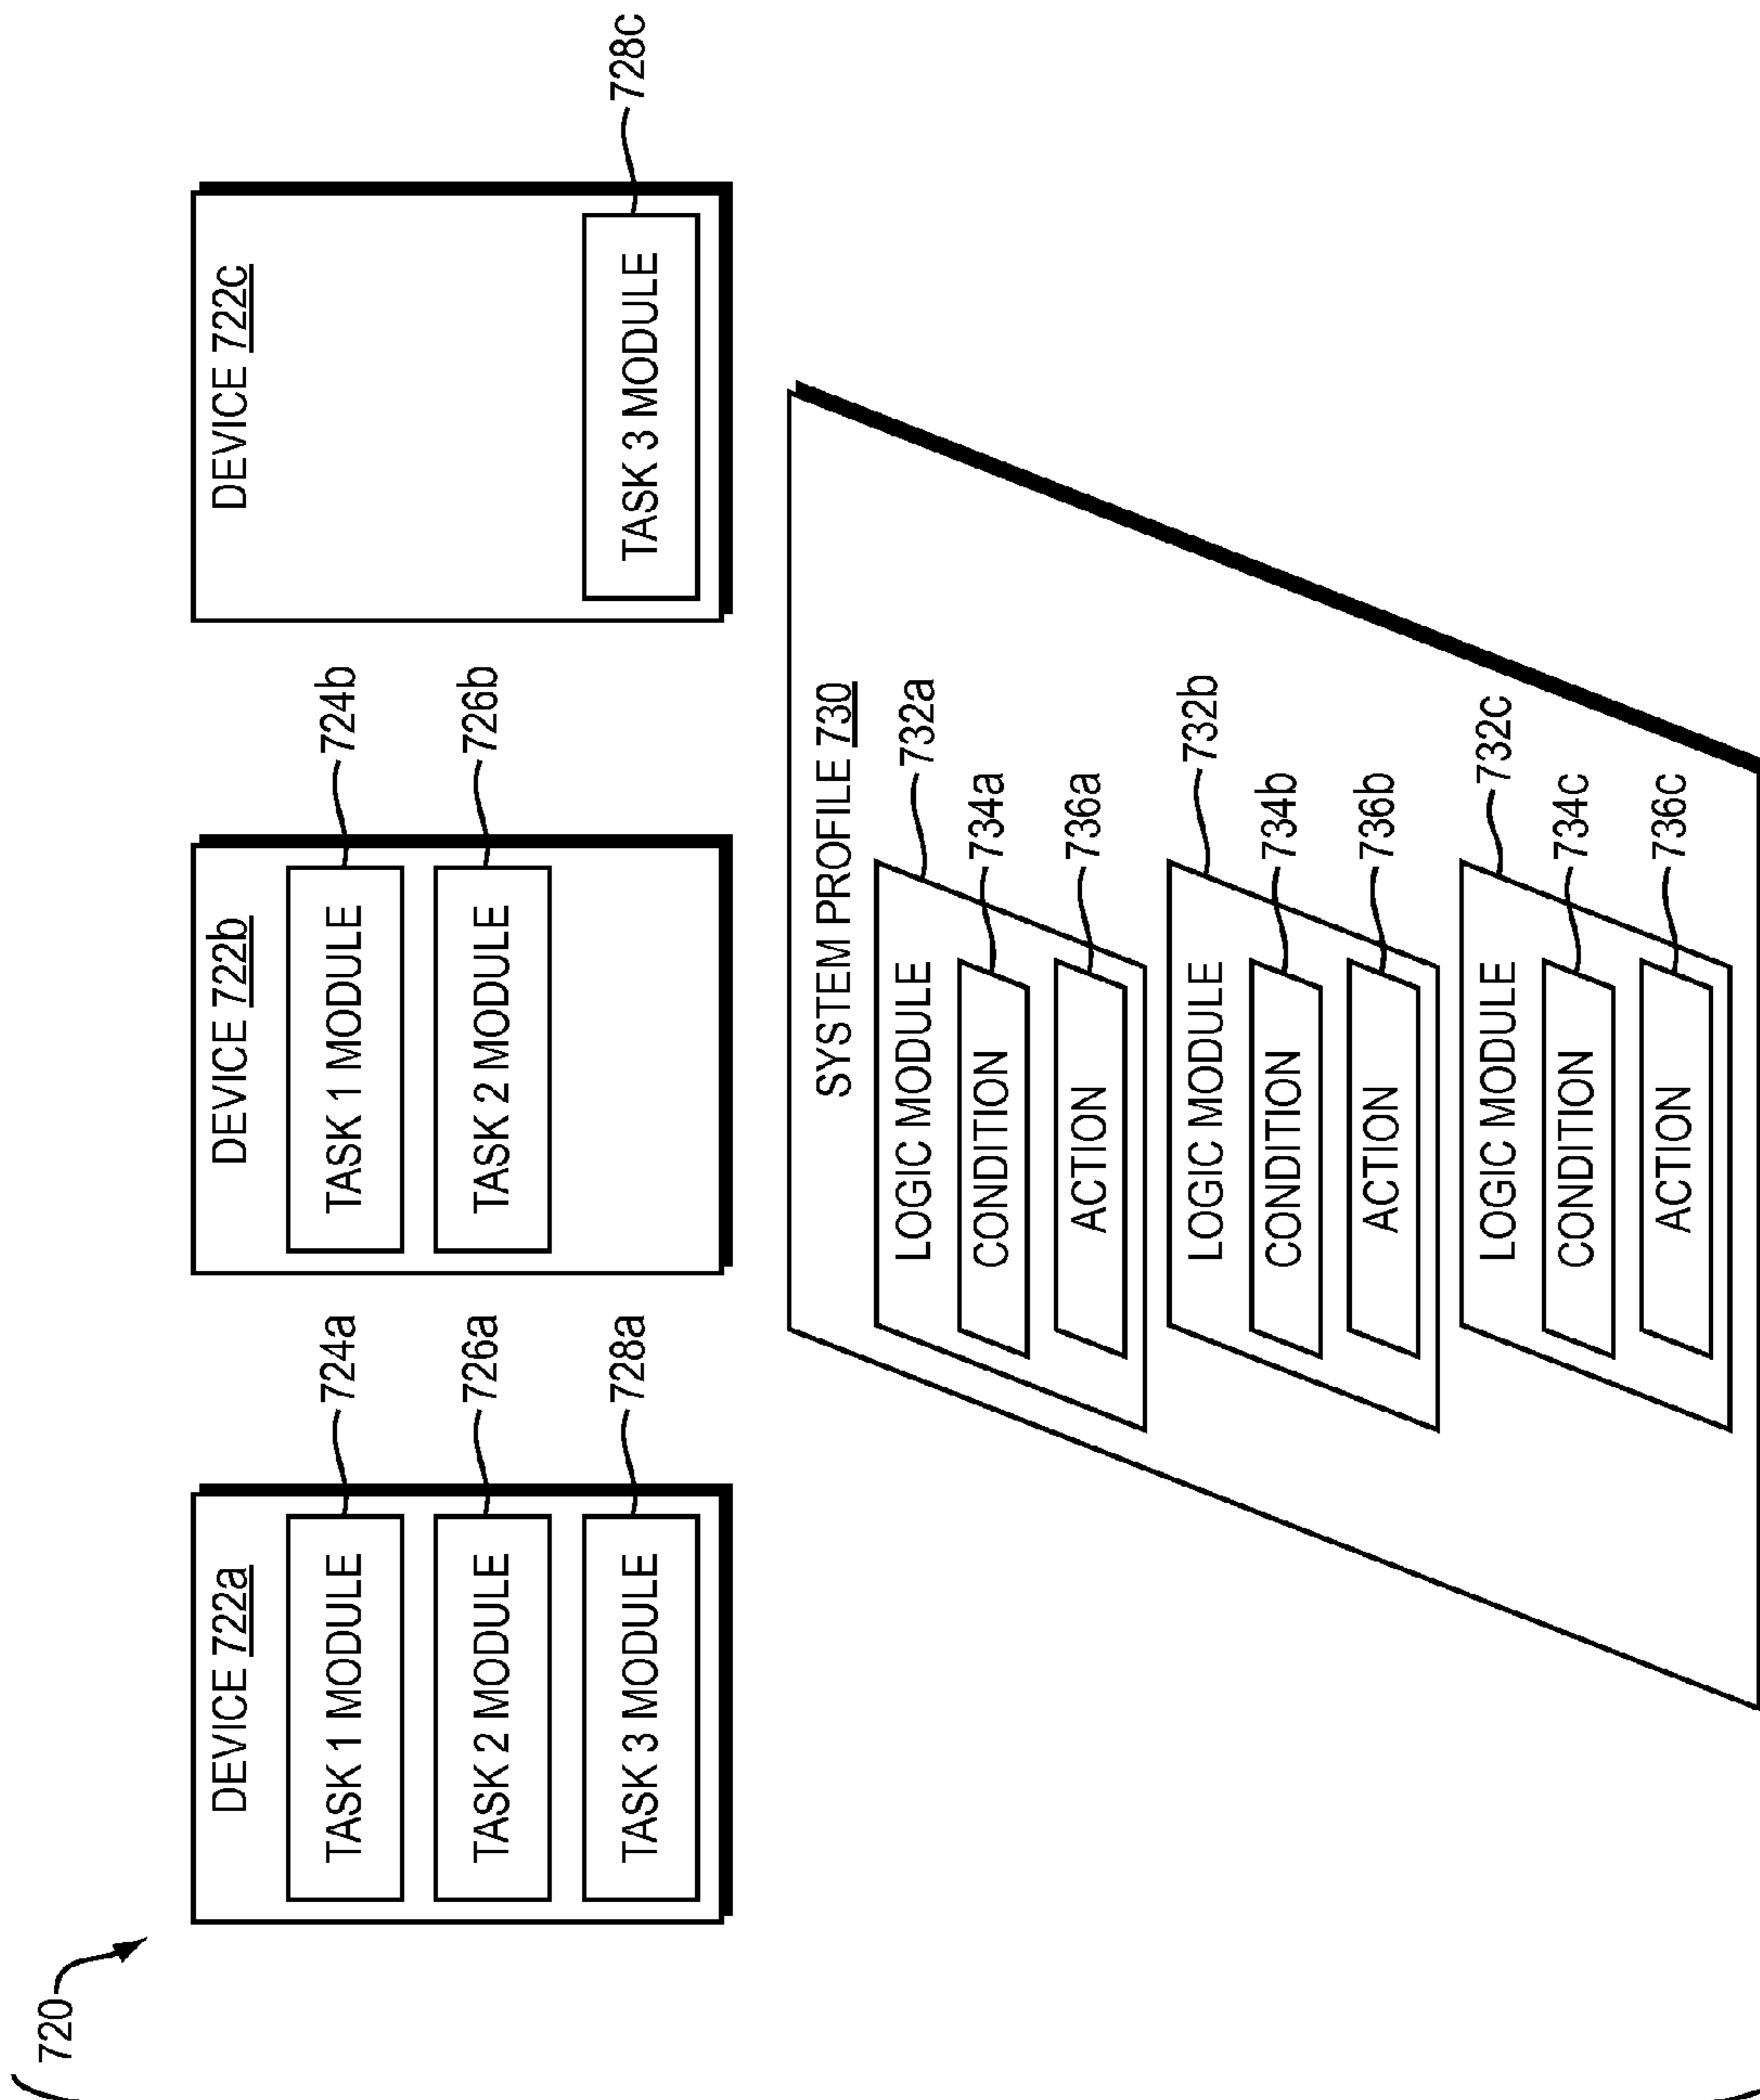 720
DEVICE 722a
TASK 1 MODULE
724a
TASK 2 MODULE
726a
TASK 3 MODULE
728a
DEVICE 722b
TASK 1 MODULE
724b
TASK 2 MODULE
726b
DEVICE 722c
TASK 3 MODULE
728c
SYSTEM PROFILE 730
LOGIC MODULE
732a
CONDITION
734a
ACTION
736a
LOGIC MODULE
732b
CONDITION
734b
ACTION
736b
LOGIC MODULE
732c
CONDITION
734c
ACTION
736c